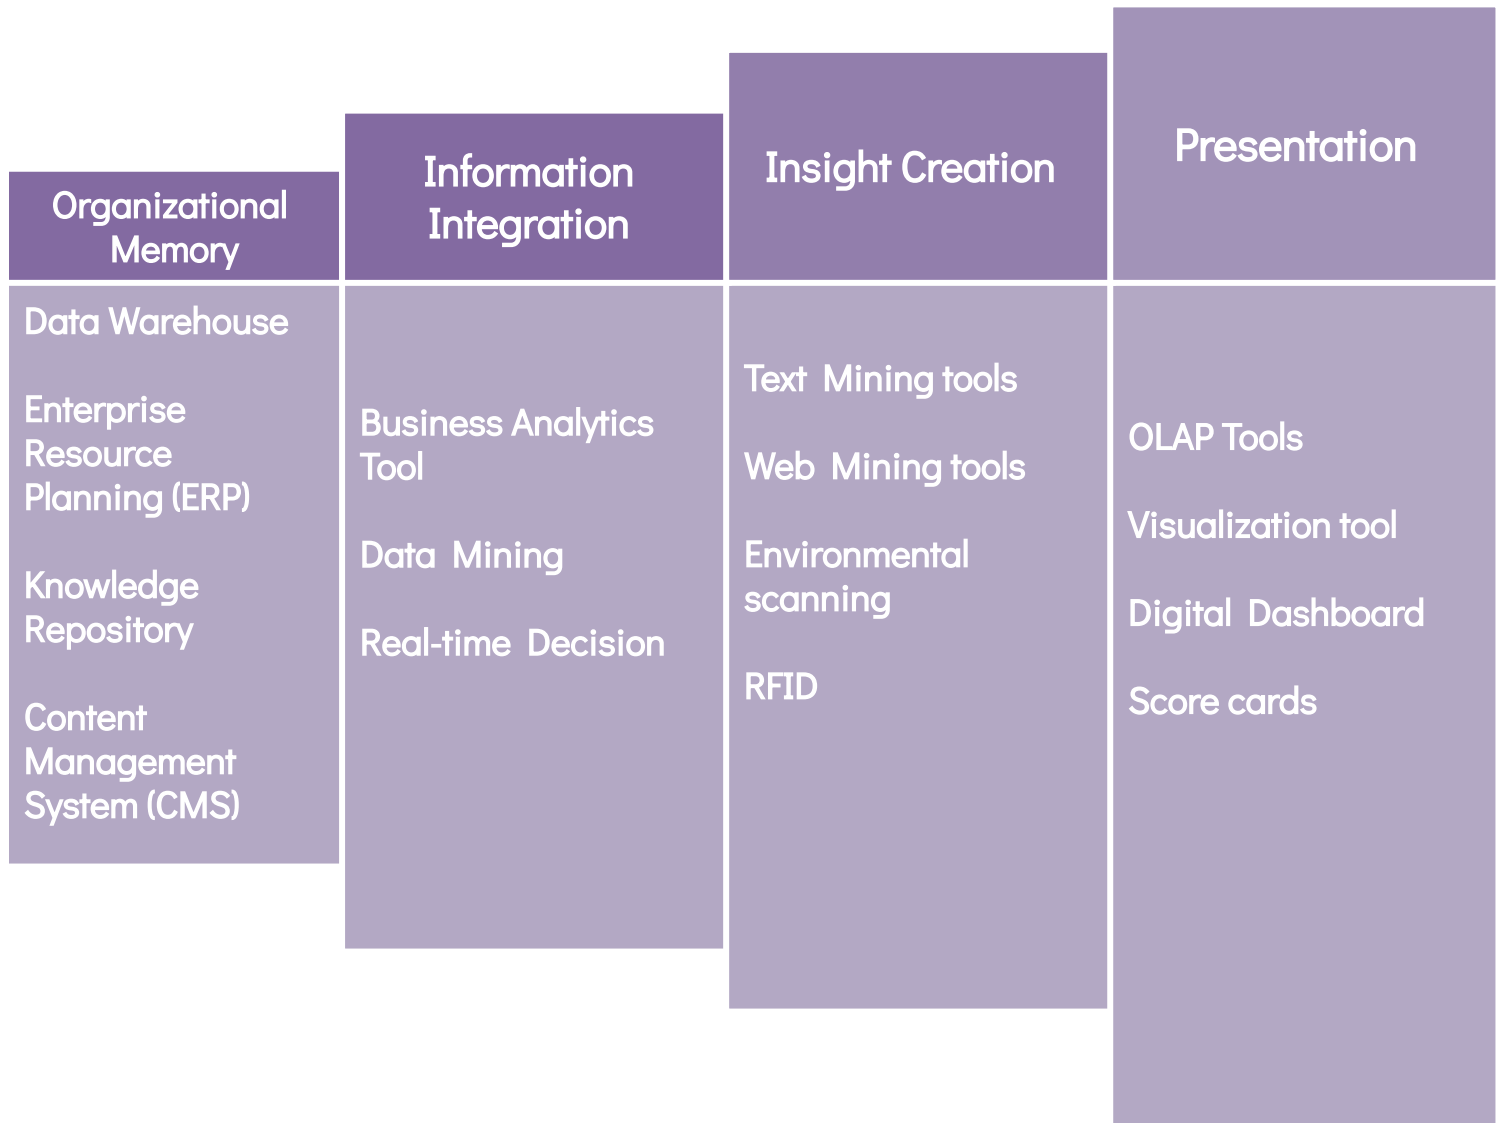 Organizational
Memory
Data Warehouse
Enterprise
Resource
Planning (ERP)
Knowledge
Repository
Content
Management
System (CMS)
Information
Integration
Business Analytics
Tool
Data Mining
Real-time Decision
Insight Creation
Text Mining tools
Web Mining tools
Environmental
scanning
RFID
Presentation
OLAP Tools
Visualization tool
Digital Dashboard
Score cards